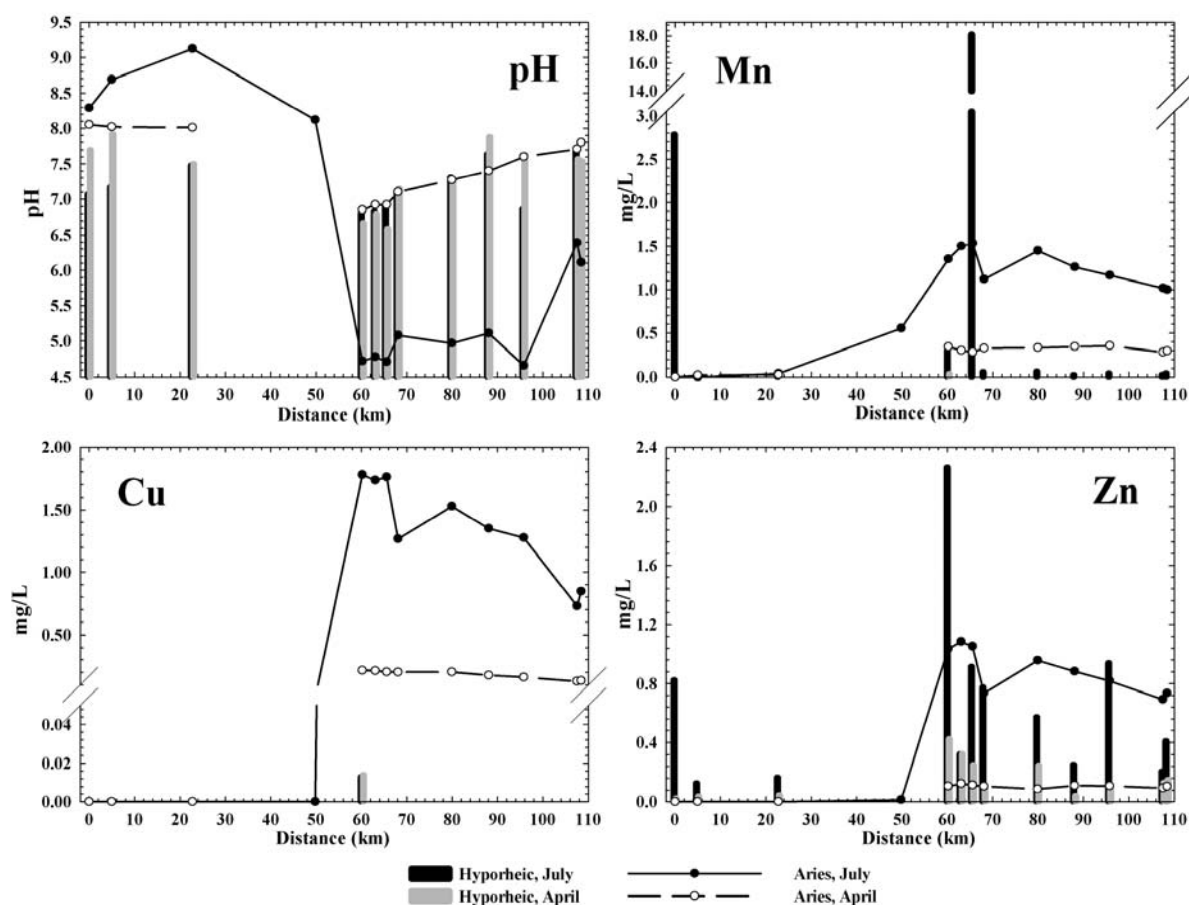 pH
9.5
9.0
8.5
8.0
7.5
7.0
6.5
6.0
5.5
5.0
4.5
pH
0 10 20 30 40 50 60 70 80 90 100 110
Distance (km)
Mn
18.0
16.0
14.0
3.0
2.5
2.0
1.5
1.0
0.5
0.0
mg/L
0 10 20 30 40 50 60 70 80 90 100 110
Distance (km)
Cu
2.00
1.50
1.00
0.50
0.04
0.02
0.00
mg/L
0 10 20 30 40 50 60 70 80 90 100 110
Distance (km)
Zn
2.4
2.0
1.6
1.2
0.8
0.4
0.0
mg/L
0 10 20 30 40 50 60 70 80 90 100 110
Distance (km)
Hyporheic, July
Aries, July
Hyporheic, April
Aries, April